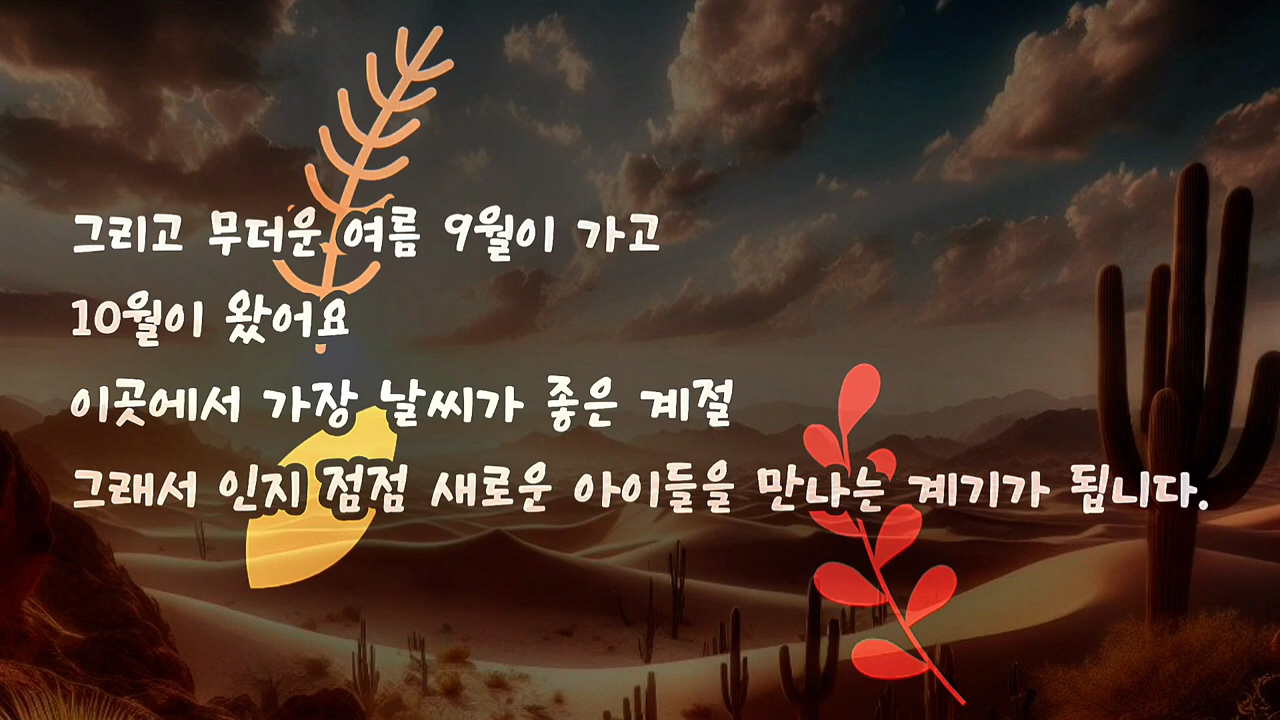 그리고 무더운 여름 9월이 가고
10월이 왔어요
이곳에서 가장 날씨가 좋은 계절
그래서 인지 점점 새로운 아이들을 만나는 계기가 됩니다.